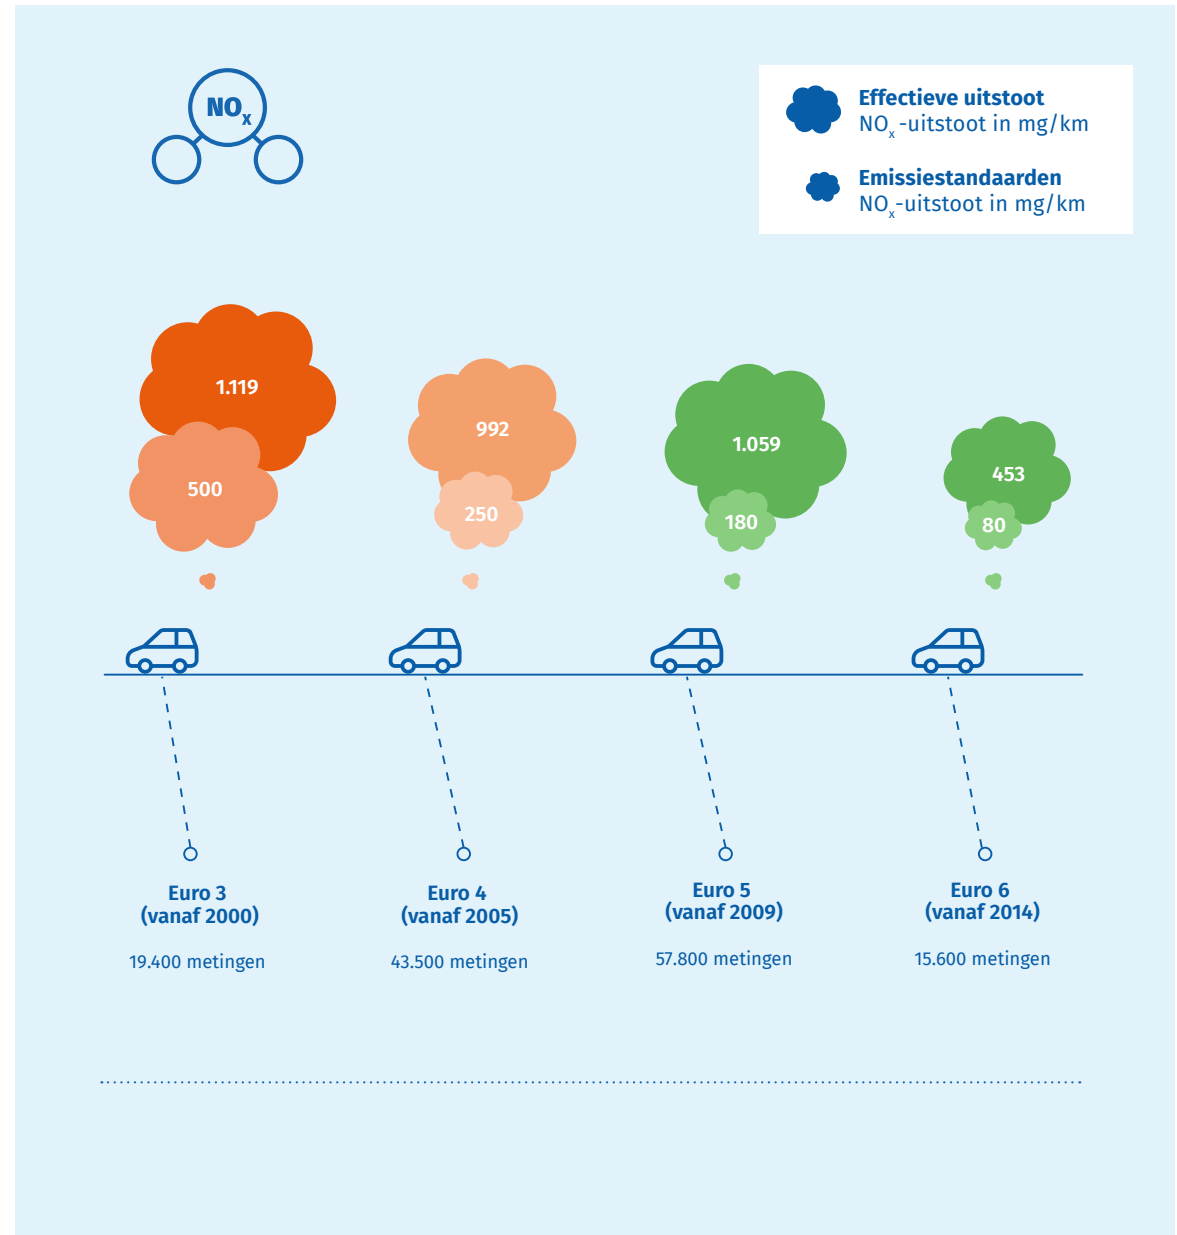 NOx
Effectieve uitstoot
NOx -uitstoot in mg/km
Emissiestandaarden
NOx-uitstoot in mg/km
1.119
500
992
250
1.059
180
453
80
Euro 3
(vanaf 2000)
19.400 metingen
Euro 4
(vanaf 2005)
43.500 metingen
Euro 5
(vanaf 2009)
57.800 metingen
Euro 6
(vanaf 2014)
15.600 metingen